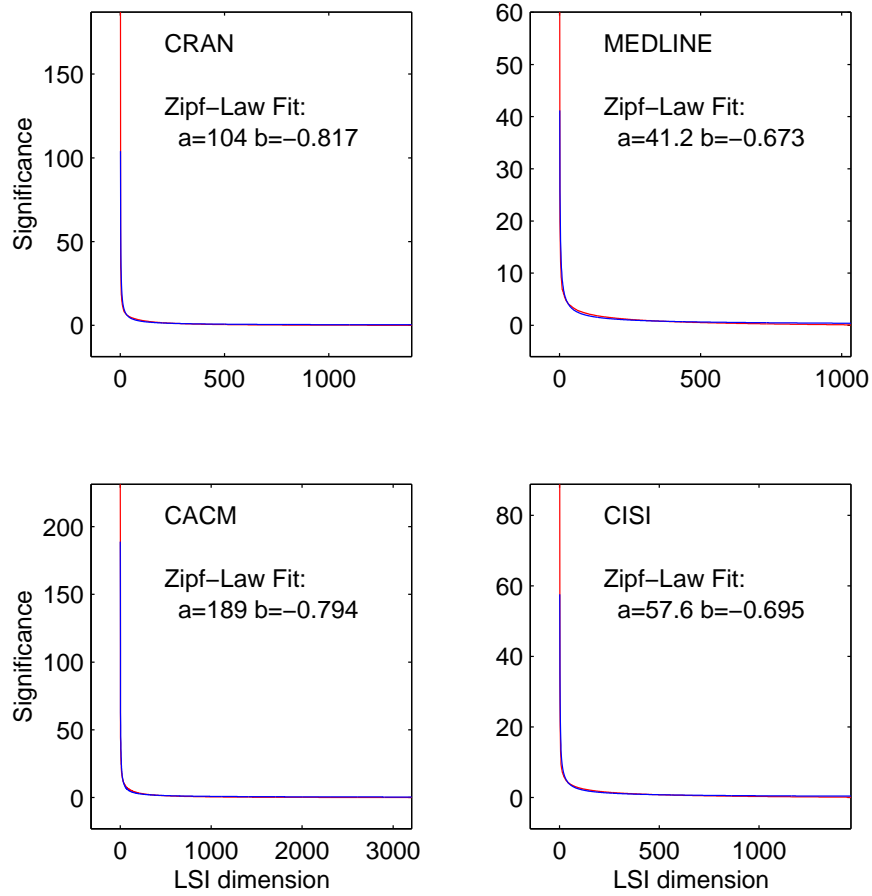 CRAN
Zipf−Law Fit:
a=104 b=−0.817
150
100
50
0
0 500 1000
Significance
MEDLINE
Zipf−Law Fit:
a=41.2 b=−0.673
60
50
40
30
20
10
0
0 500 1000
CACM
Zipf−Law Fit:
a=189 b=−0.794
200
150
100
50
0
0 1000 2000 3000
Significance
LSI dimension
CISI
Zipf−Law Fit:
a=57.6 b=−0.695
80
60
40
20
0
0 500 1000
LSI dimension